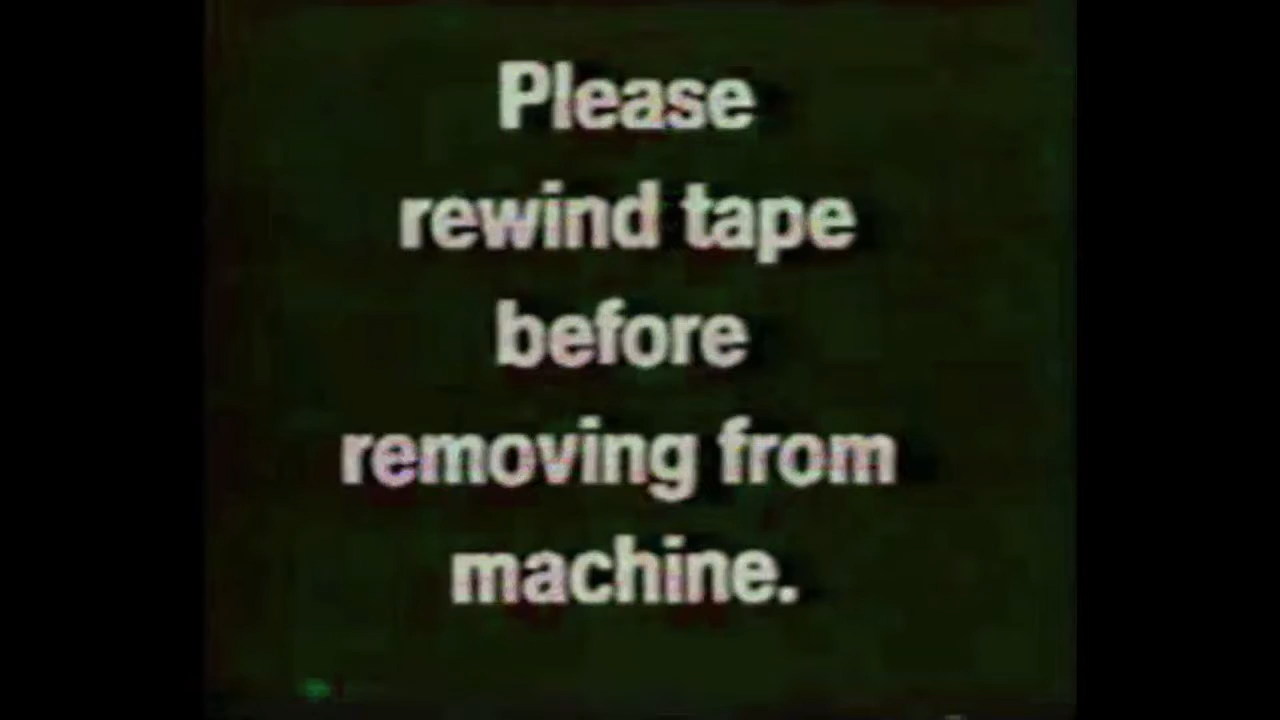 Please
rewind tape
before
removing from
machine.